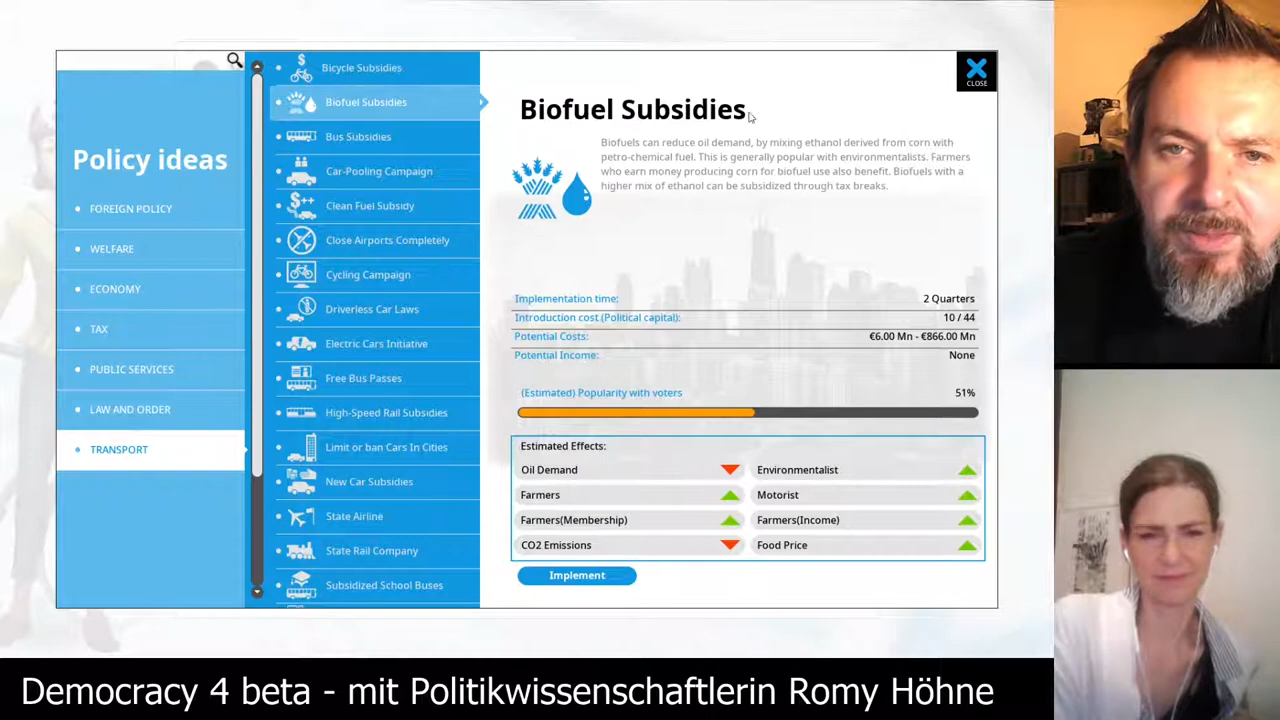 Policy ideas
FOREIGN POLICY
WELFARE
ECONOMY
TAX
PUBLIC SERVICES
LAW AND ORDER
TRANSPORT
Bicycle Subsidies
Biofuel Subsidies
Bus Subsidies
Car-Pooling Campaign
Clean Fuel Subsidy
Close Airports Completely
Cycling Campaign
Driverless Car Laws
Electric Cars Initiative
Free Bus Passes
High-Speed Rail Subsidies
Limit or ban Cars In Cities
New Car Subsidies
State Airline
State Rail Company
Subsidized School Buses
CLOSE
Biofuel Subsidies
Biofuels can reduce oil demand, by mixing ethanol derived from corn with
petro-chemical fuel. This is generally popular with environmentalists. Farmers
who earn money producing corn for biofuel use also benefit. Biofuels with a
higher mix of ethanol can be subsidized through tax breaks.
Implementation time: 2 Quarters
Introduction cost (Political capital): 10 / 44
Potential Costs: €6.00 Mn - €866.00 Mn
Potential Income: None
(Estimated) Popularity with voters 51%
Estimated Effects:
Oil Demand Environmentalist
Farmers Motorist
Farmers(Membership) Farmers(Income)
CO2 Emissions Food Price
Implement
Democracy 4 beta - mit Politikwissenschaftlerin Romy Höhne